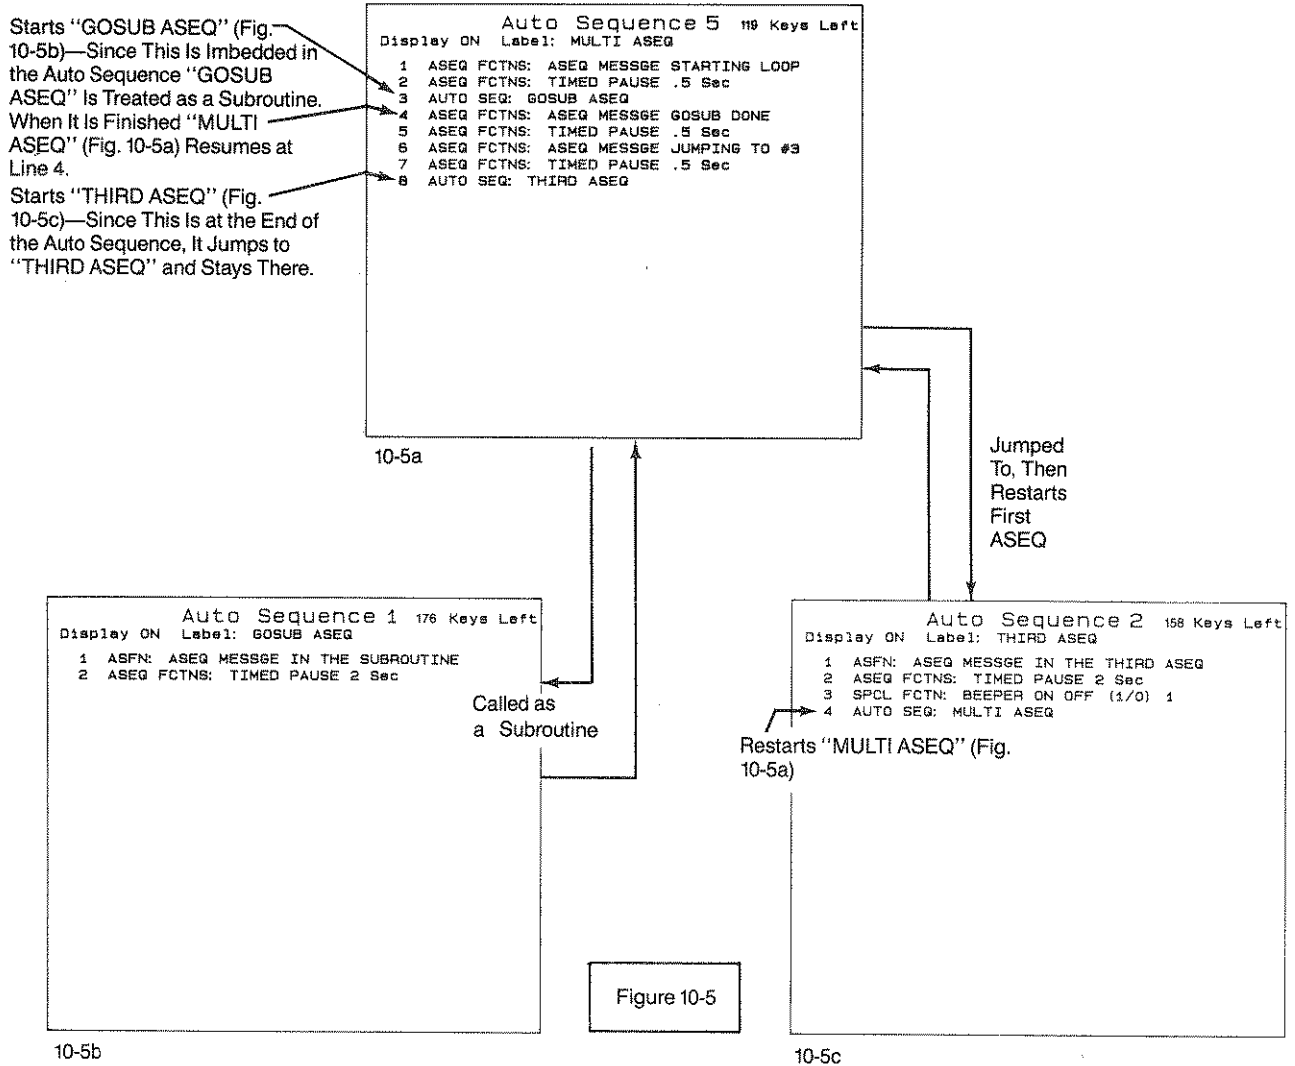 Starts “GOSUB ASEQ” (Fig.
10-5b)—Since This Is Imbedded in
the Auto Sequence “GOSUB
ASEQ” Is Treated as a Subroutine.
When It Is Finished “MULTI
ASEQ” (Fig. 10-5a) Resumes at
Line 4.
Starts “THIRD ASEQ” (Fig.
10-5c)—Since This Is at the End of
the Auto Sequence, It Jumps to
“THIRD ASEQ” and Stays There.
Auto Sequence 5 119 Keys Left
Display ON Label: MULTI ASEQ
1 ASEQ FCTNS: ASEQ MESSGE STARTING LOOP
2 ASEQ FCTNS: TIMED PAUSE .5 Sec
3 AUTO SEQ: GOSUB ASEQ
4 ASEQ FCTNS: ASEQ MESSGE GOSUB DONE
5 ASEQ FCTNS: TIMED PAUSE .5 Sec
6 ASEQ FCTNS: ASEQ MESSGE JUMPING TO #3
7 ASEQ FCTNS: TIMED PAUSE .5 Sec
8 AUTO SEQ: THIRD ASEQ
10-5a
Jumped
To, Then
Restarts
First
ASEQ
Auto Sequence 1 176 Keys Left
Display ON Label: GOSUB ASEQ
1 ASFN: ASEQ MESSGE IN THE SUBROUTINE
2 ASEQ FCTNS: TIMED PAUSE 2 Sec
Called as
a Subroutine
10-5b
Auto Sequence 2 158 Keys Left
Display ON Label: THIRD ASEQ
1 ASFN: ASEQ MESSGE IN THE THIRD ASEQ
2 ASEQ FCTNS: TIMED PAUSE 2 Sec
3 SPCL FCTN: BEEPER ON OFF (1/0) 1
4 AUTO SEQ: MULTI ASEQ
Restarts “MULTI ASEQ” (Fig.
10-5a)
Figure 10-5
10-5c